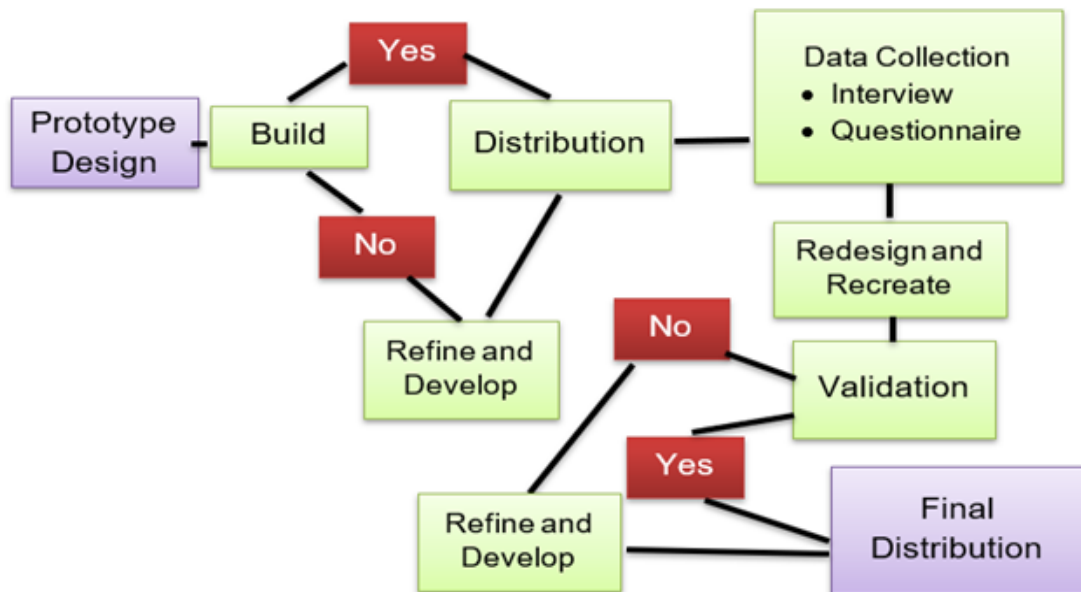 Yes
Prototype
Design
Build
Distribution
Data Collection
• Interview
• Questionnaire
No
Refine and
Develop
Redesign and
Recreate
Validation
No
Yes
Refine and
Develop
Final
Distribution